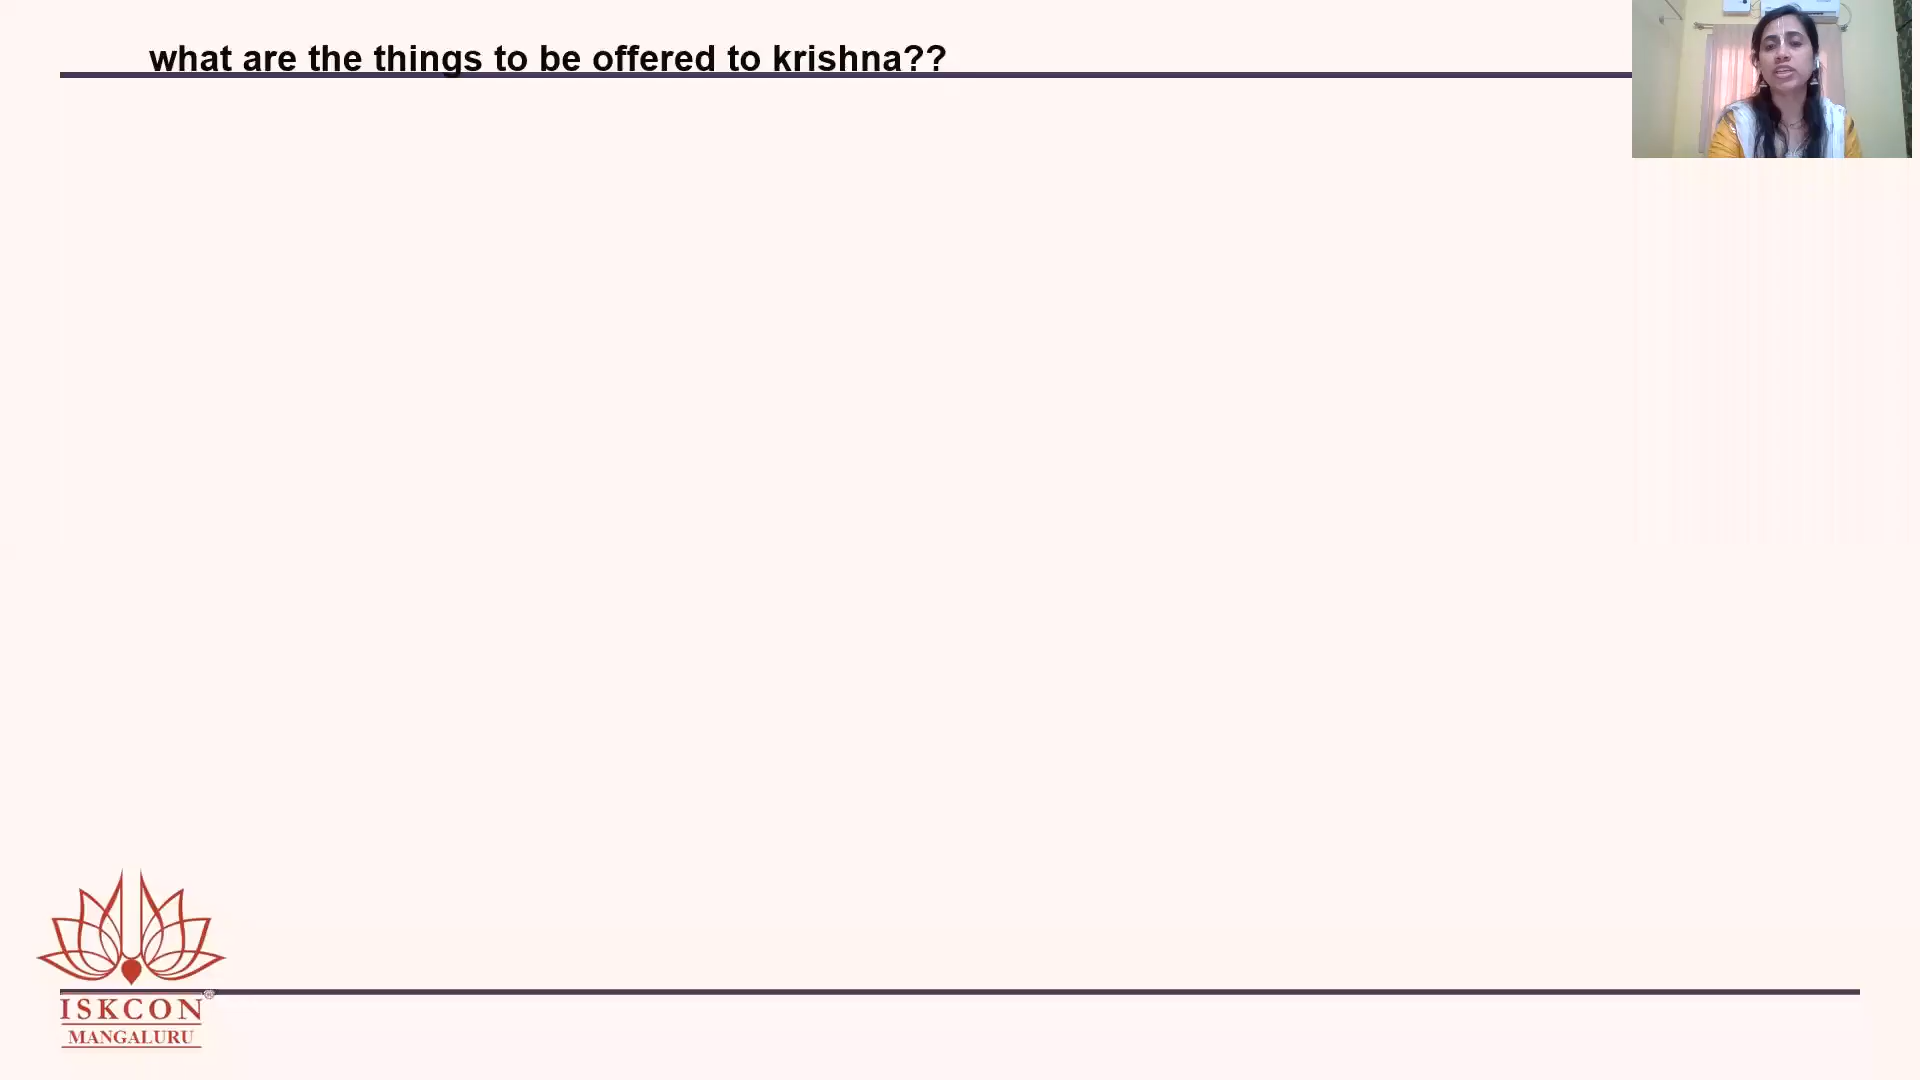 what are the things to be offered to krishna??
ISKCON
MANGALURU